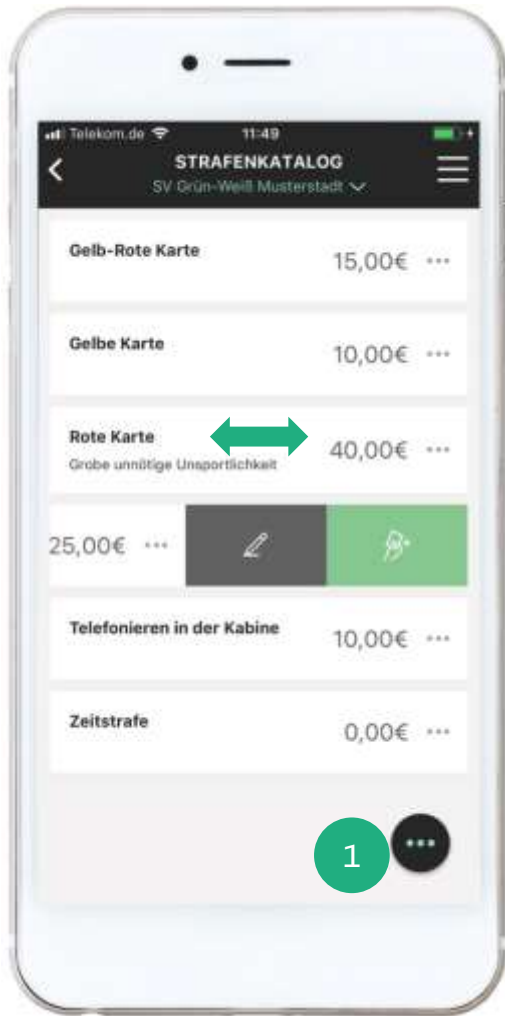 Telekom.de 11:49
STRAFENKATALOG
SV Grün-Weiß Musterstadt
Gelb-Rote Karte 15,00€ ...
Gelbe Karte 10,00€ ...
Rote Karte 40,00€ ...
Grobe unnötige Unsportlichkeit
25,00€ ...
Telefonieren in der Kabine 10,00€ ...
Zeitstrafe 0,00€ ...
1 ...